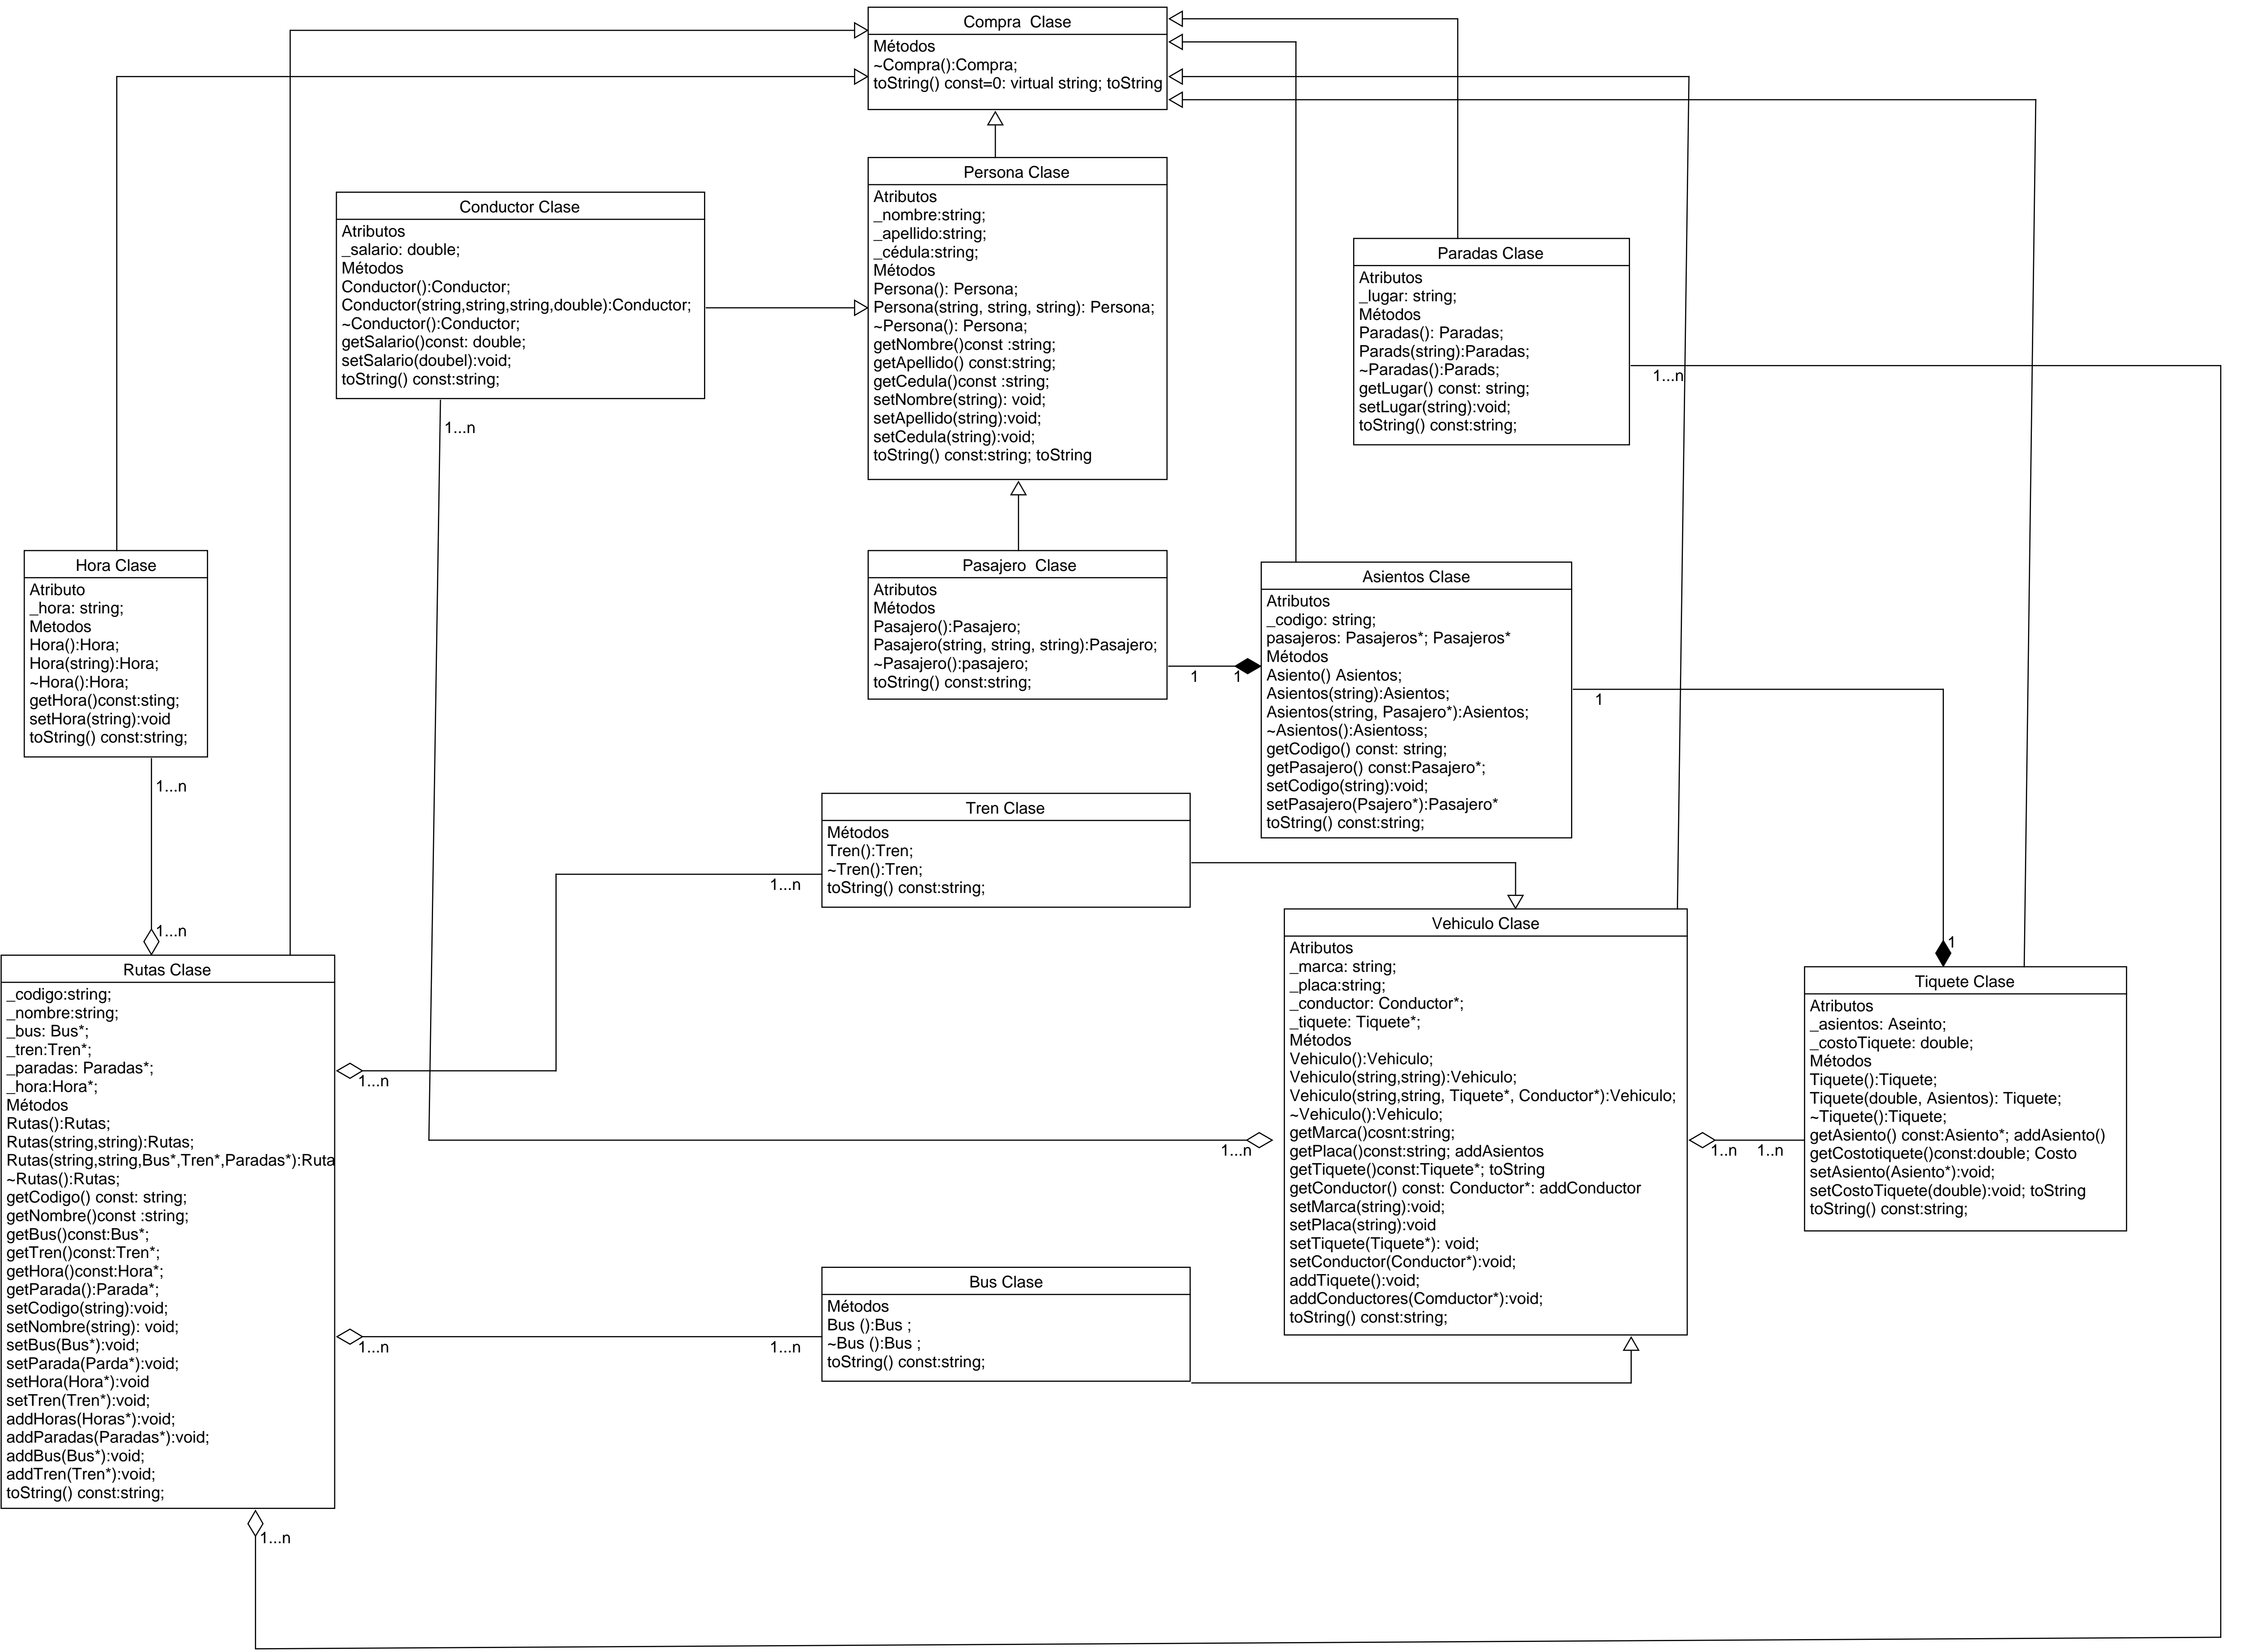 Compra  Clase
Métodos
~Compra():Compra;
toString() const=0: virtual string; toString
Persona Clase
Atributos
_nombre:string;
_apellido:string;
_cédula:string;
Métodos
Persona(): Persona;
Persona(string, string, string): Persona;
~Persona(): Persona;
getNombre()const :string;
getApellido() const:string;
getCedula()const :string;
setNombre(string): void;
setApellido(string):void;
setCedula(string):void;
toString() const:string; toString
Conductor Clase
Atributos
_salario: double;
Métodos
Conductor():Conductor;
Conductor(string,string,string,double):Conductor;
~Conductor():Conductor;
getSalario()const: double;
setSalario(doubel):void;
toString() const:string;
1...n
Paradas Clase
Atributos
_lugar: string;
Métodos
Paradas(): Paradas;
Parads(string):Paradas;
~Paradas():Parads;
getLugar() const: string;
setLugar(string):void;
toString() const:string;
1...n
Hora Clase
Atributo
_hora: string;
Metodos
Hora():Hora;
Hora(string):Hora;
~Hora():Hora;
getHora()const:sting;
setHora(string):void
toString() const:string;
1...n
1...n
Pasajero  Clase
Atributos
Métodos
Pasajero():Pasajero;
Pasajero(string, string, string):Pasajero;
~Pasajero():pasajero;
toString() const:string;
1
1
Asientos Clase
Atributos
_codigo: string;
pasajeros: Pasajeros*; Pasajeros*
Métodos
Asiento() Asientos;
Asientos(string):Asientos;
Asientos(string, Pasajero*):Asientos;
~Asientos():Asientoss;
getCodigo() const: string;
getPasajero() const:Pasajero*;
setCodigo(string):void;
setPasajero(Psajero*):Pasajero*
toString() const:string;
1
1
Tren Clase
Métodos
Tren():Tren;
~Tren():Tren;
toString() const:string;
1...n
Vehiculo Clase
Atributos
_marca: string;
_placa:string;
_conductor: Conductor*;
_tiquete: Tiquete*;
Métodos
Vehiculo():Vehiculo;
Vehiculo(string,string):Vehiculo;
Vehiculo(string,string, Tiquete*, Conductor*):Vehiculo;
~Vehiculo():Vehiculo;
getMarca()cosnt:string;
getPlaca()const:string; addAsientos
getTiquete()const:Tiquete*; toString
getConductor() const: Conductor*: addConductor
setMarca(string):void;
setPlaca(string):void
setTiquete(Tiquete*): void;
setConductor(Conductor*):void;
addTiquete():void;
addConductores(Comductor*):void;
toString() const:string;
1...n
1..n
1..n
Tiquete Clase
Atributos
_asientos: Aseinto;
_costoTiquete: double;
Métodos
Tiquete():Tiquete;
Tiquete(double, Asientos): Tiquete;
~Tiquete():Tiquete;
getAsiento() const:Asiento*; addAsiento()
getCostotiquete()const:double; Costo
setAsiento(Asiento*):void;
setCostoTiquete(double):void; toString
toString() const:string;
Rutas Clase
_codigo:string;
_nombre:string;
_bus: Bus*;
_tren:Tren*;
_paradas: Paradas*;
_hora:Hora*;
Métodos
Rutas():Rutas;
Rutas(string,string):Rutas;
Rutas(string,string,Bus*,Tren*,Paradas*):Ruta
~Rutas():Rutas;
getCodigo() const: string;
getNombre()const :string;
getBus()const:Bus*;
getTren()const:Tren*;
getHora()const:Hora*;
getParada():Parada*;
setCodigo(string):void;
setNombre(string): void;
setBus(Bus*):void;
setParada(Parda*):void;
setHora(Hora*):void
setTren(Tren*):void;
addHoras(Horas*):void;
addParadas(Paradas*):void;
addBus(Bus*):void;
addTren(Tren*):void;
toString() const:string;
1...n
1...n
1...n
Bus Clase
Métodos
Bus ():Bus ;
~Bus ():Bus ;
toString() const:string;
1...n